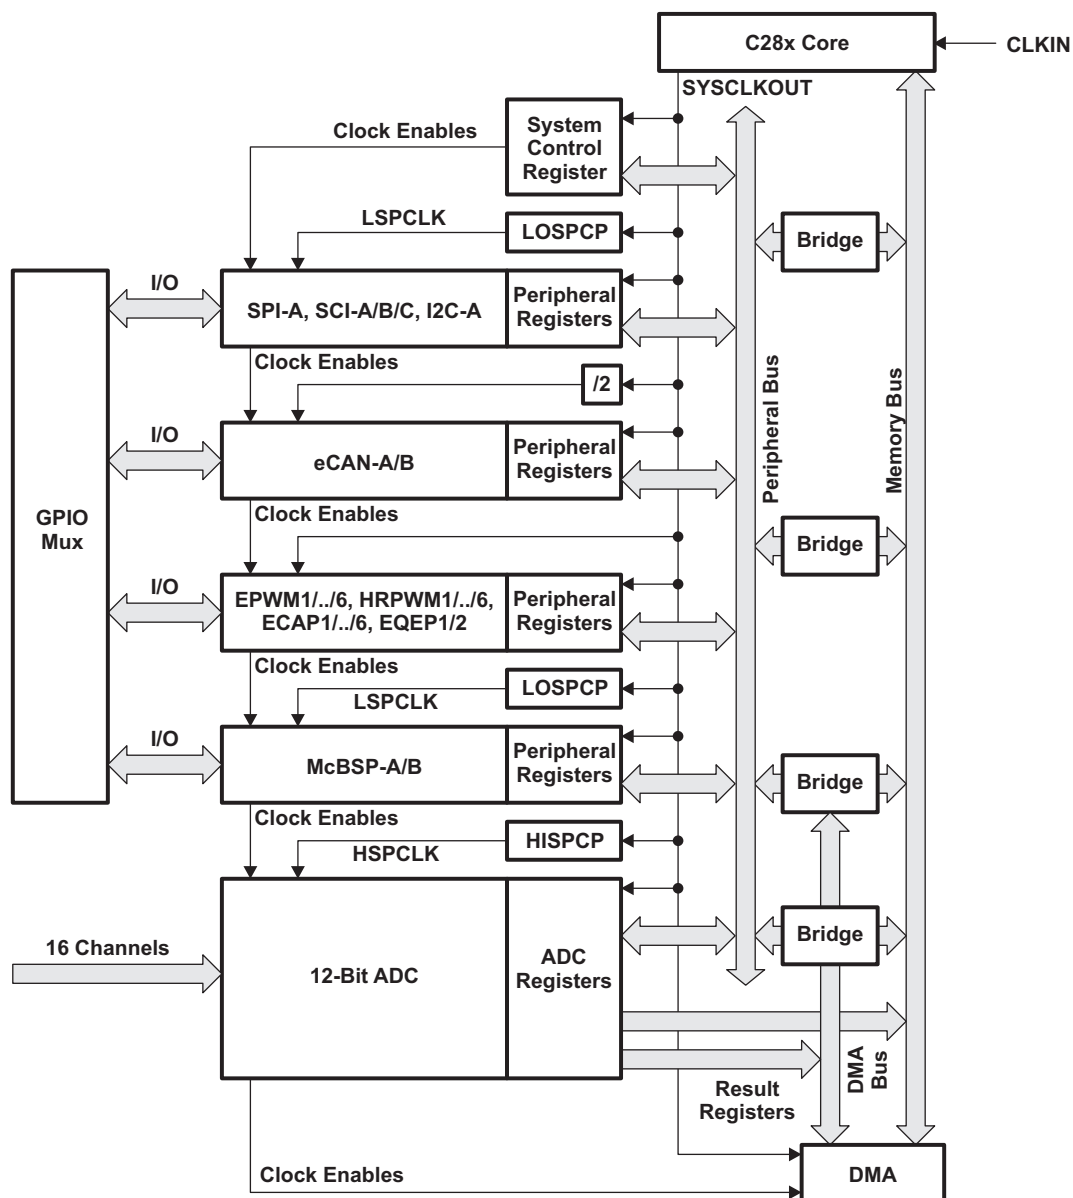 C28x Core
CLKIN
SYSCLKOUT
Clock Enables
System
Control
Register
LSPCLK
LOSPCP
Bridge
I/O
SPI-A, SCI-A/B/C, I2C-A
Peripheral
Registers
Clock Enables
/2
Peripheral Bus
Memory Bus
I/O
eCAN-A/B
Peripheral
Registers
Clock Enables
GPIO
Mux
Bridge
I/O
EPWM1/../6, HRPWM1/../6,
ECAP1/../6, EQEP1/2
Peripheral
Registers
Clock Enables
LSPCLK
LOSPCP
I/O
McBSP-A/B
Peripheral
Registers
Bridge
Clock Enables
HSPCLK
HISPCP
16 Channels
12-Bit ADC
ADC
Registers
Bridge
DMA
Bus
Result
Registers
Clock Enables
DMA